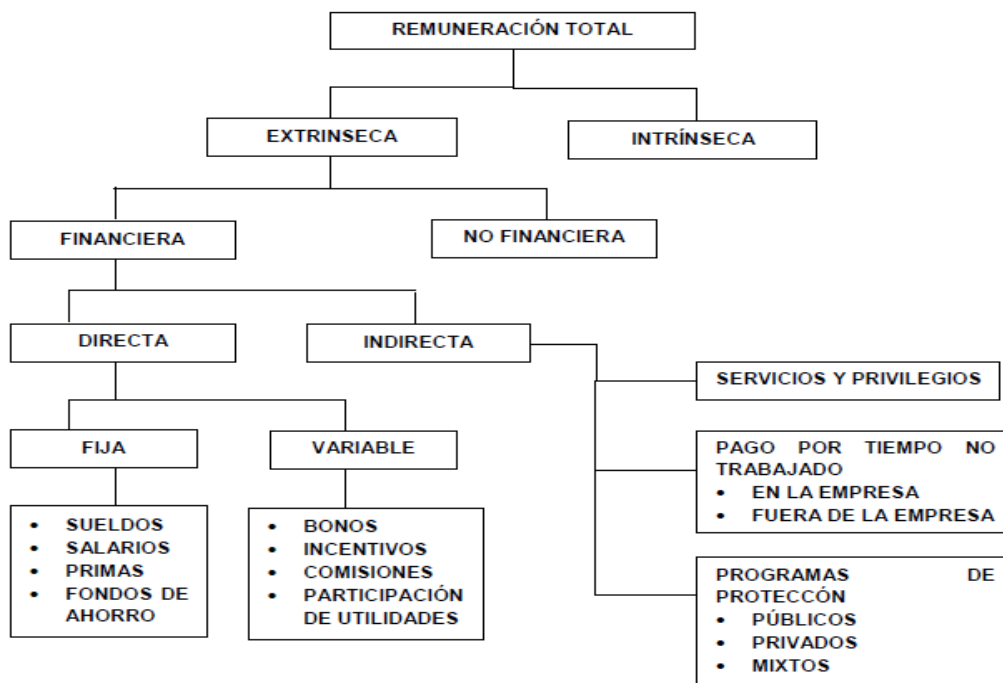 REMUNERACIÓN TOTAL
EXTRINSECA
INTRÍNSECA
FINANCIERA
NO FINANCIERA
DIRECTA
INDIRECTA
SERVICIOS Y PRIVILEGIOS
FIJA
VARIABLE
PAGO POR TIEMPO NO
TRABAJADO
• EN LA EMPRESA
• FUERA DE LA EMPRESA
• SUELDOS
• SALARIOS
• PRIMAS
• FONDOS DE
AHORRO
• BONOS
• INCENTIVOS
• COMISIONES
• PARTICIPACIÓN
DE UTILIDADES
PROGRAMAS DE
PROTECCÓN
• PÚBLICOS
• PRIVADOS
• MIXTOS